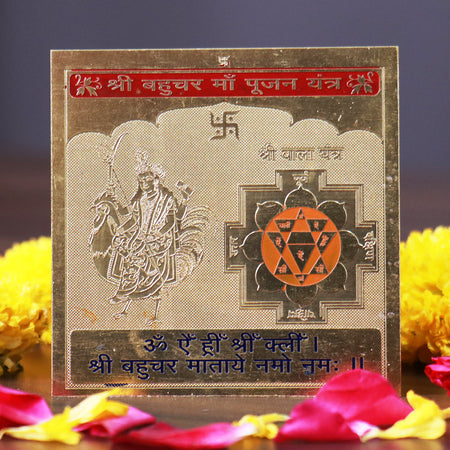 श्री बहुचर माँ पूजन यंत्र
श्री वाला यंत्र
ॐ ऐं ह्रीँ श्रीँ क्लीँ ।
श्री बहुचर माताये नमो नमः ॥